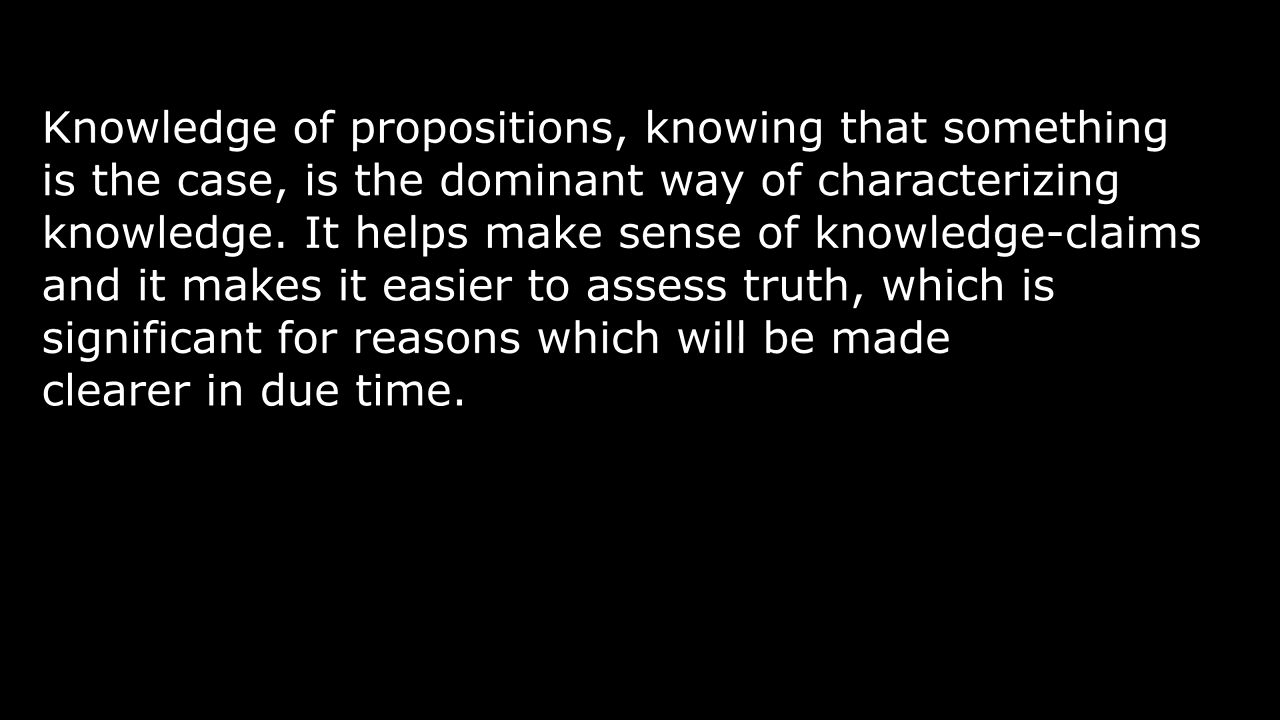 Knowledge of propositions, knowing that something
is the case, is the dominant way of characterizing
knowledge. It helps make sense of knowledge-claims
and it makes it easier to assess truth, which is
significant for reasons which will be made
clearer in due time.